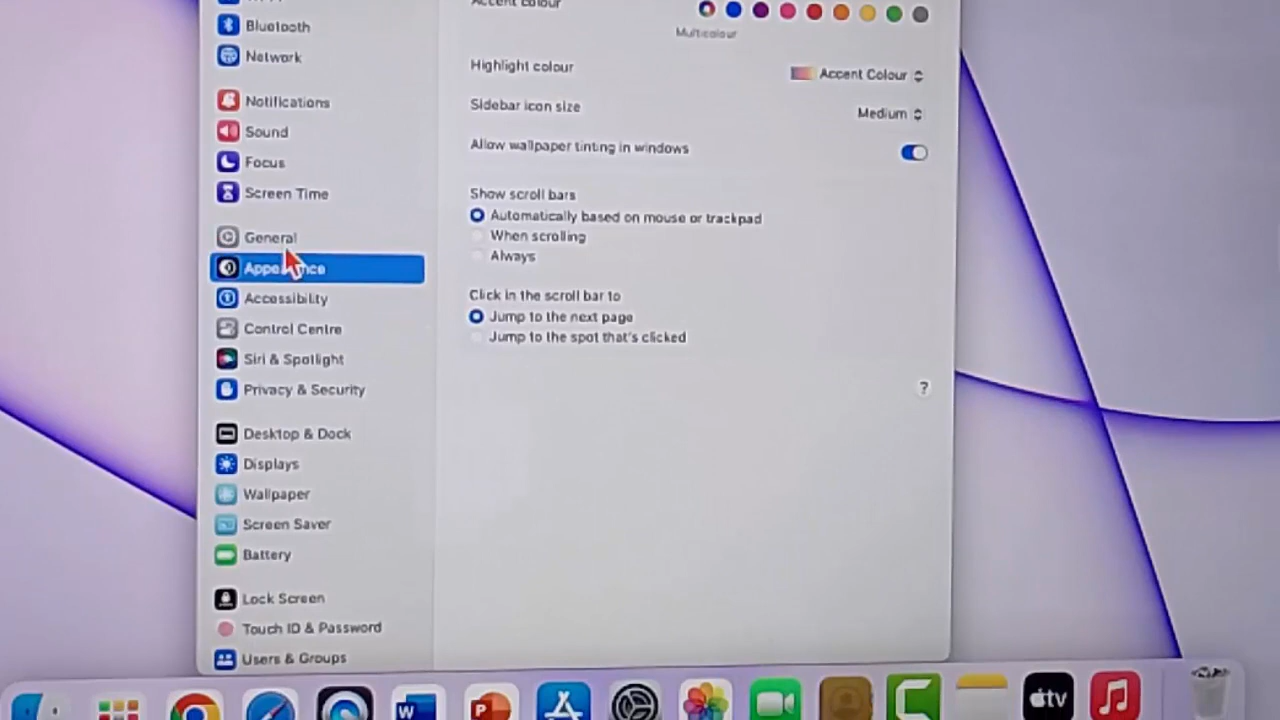 Bluetooth
Network
Notifications
Sound
Focus
Screen Time
General
Appearance
Accessibility
Control Centre
Siri & Spotlight
Privacy & Security
Desktop & Dock
Displays
Wallpaper
Screen Saver
Battery
Lock Screen
Touch ID & Password
Users & Groups
Accent colour
Multicolour
Highlight colour
Accent Colour
Sidebar icon size
Medium
Allow wallpaper tinting in windows
Show scroll bars
Automatically based on mouse or trackpad
When scrolling
Always
Click in the scroll bar to
Jump to the next page
Jump to the spot that's clicked
?
W
P
tv